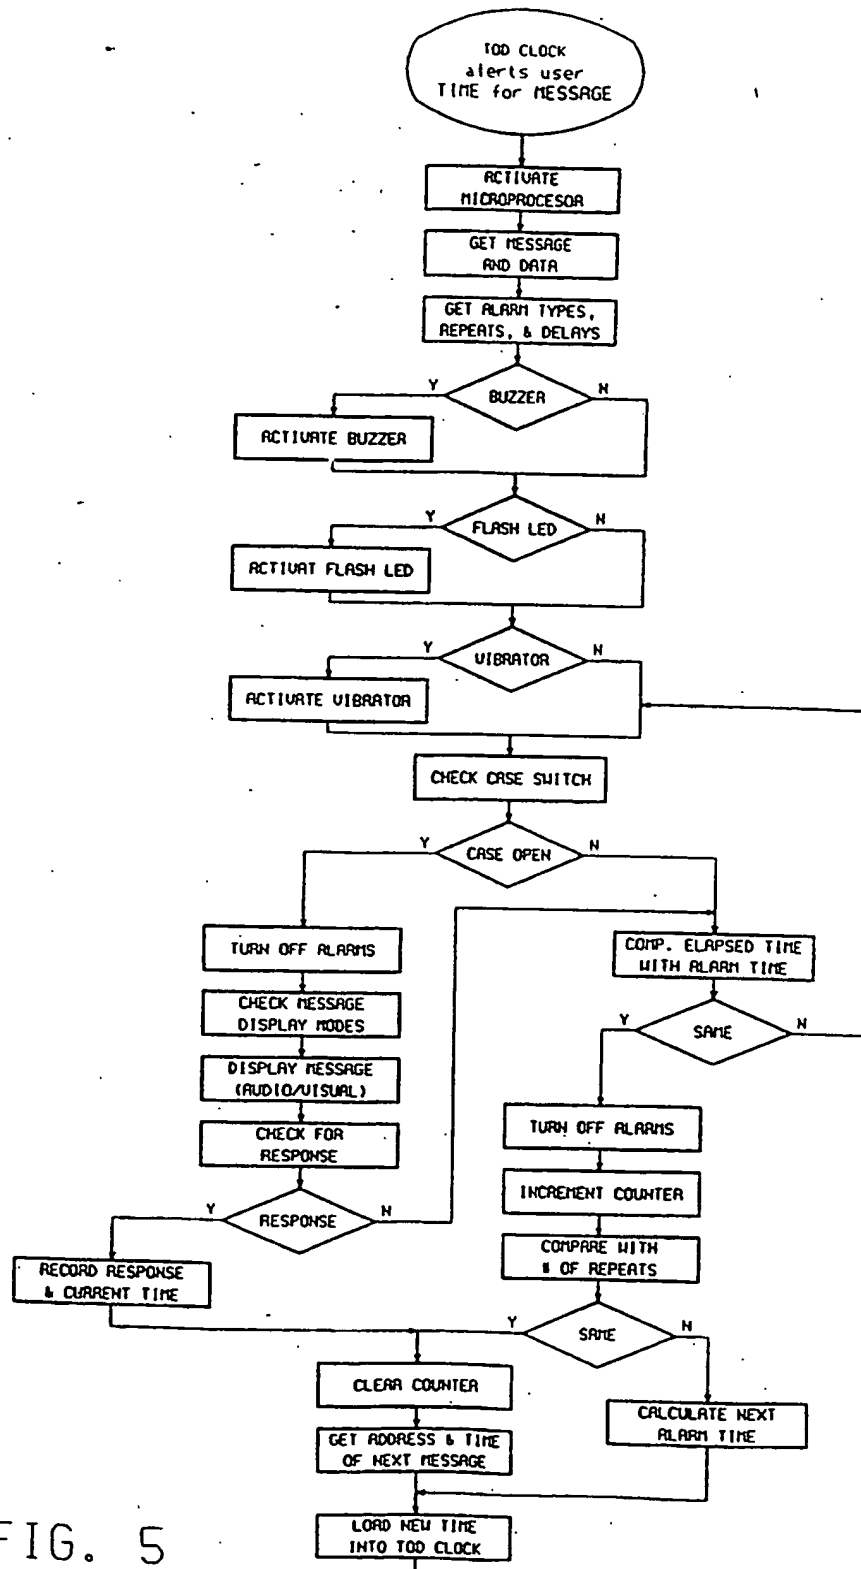 TOD CLOCK
alerts user
TIME for MESSAGE
ACTIVATE
MICROPROCESOR
GET MESSAGE
AND DATA
GET ALARM TYPES,
REPEATS, & DELAYS
Y
BUZZER
N
ACTIVATE BUZZER
Y
FLASH LED
N
ACTIVAT FLASH LED
Y
VIBRATOR
N
ACTIVATE VIBRATOR
CHECK CASE SWITCH
Y
CASE OPEN
N
TURN OFF ALARMS
COMP. ELAPSED TIME
WITH ALARM TIME
CHECK MESSAGE
DISPLAY MODES
Y
SAME
N
DISPLAY MESSAGE
(AUDIO/VISUAL)
TURN OFF ALARMS
CHECK FOR
RESPONSE
INCREMENT COUNTER
Y
RESPONSE
N
COMPARE WITH
# OF REPEATS
RECORD RESPONSE
& CURRENT TIME
Y
SAME
N
CLEAR COUNTER
CALCULATE NEXT
ALARM TIME
GET ADDRESS & TIME
OF NEXT MESSAGE
LOAD NEW TIME
INTO TOD CLOCK
FIG. 5